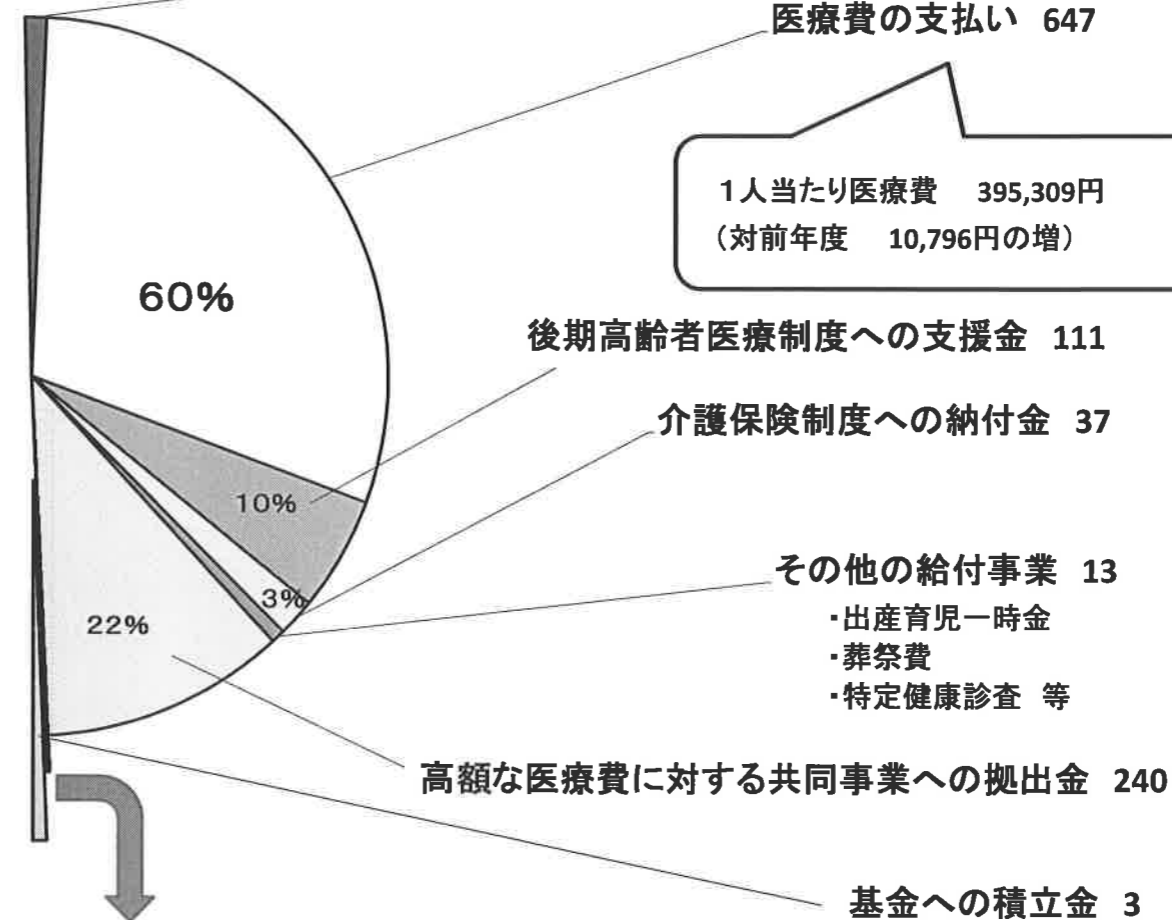 医療費の支払い 647
1人当たり医療費 395,309円
(対前年度 10,796円の増)
60%
後期高齢者医療制度への支援金 111
介護保険制度への納付金 37
10%
その他の給付事業 13
・出産育児一時金
・葬祭費
・特定健康診査 等
3%
22%
高額な医療費に対する共同事業への拠出金 240
基金への積立金 3